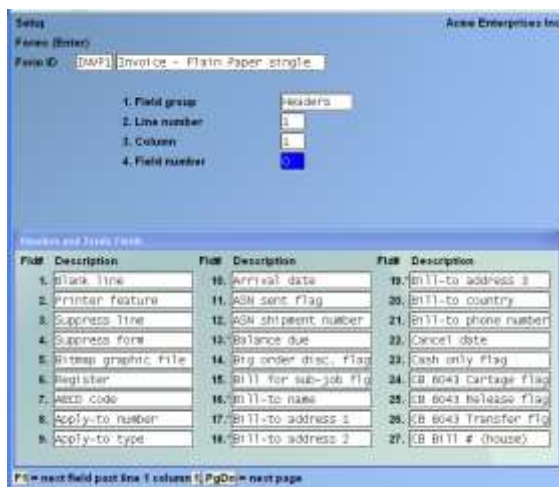 Setup Acme Enterprises Inc
Forms (Enter)
Form ID INVP1 Invoice - Plain Paper single
1. Field group Headers
2. Line number 1
3. Column 1
4. Field number 0
Headers and Totals Fields
Fld# Description Fld# Description Fld# Description
1. Blank line 10. Arrival date 19.* Bill-to address 3
2. Printer feature 11. ASN sent flag 20. Bill-to country
3. Suppress line 12. ASN shipment number 21. Bill-to phone number
4. Suppress form 13.* Balance due 22. Cancel date
5. Bitmap graphic file 14. Big order disc. flag 23. Cash only flag
6. Register 15. Bill for sub-job flg 24. CB 6043 Cartage flag
7. ABCD code 16.* Bill-to name 25. CB 6043 Release flag
8. Apply-to number 17.* Bill-to address 1 26. CB 6043 Transfer flg
9. Apply-to type 18.* Bill-to address 2 27. CB Bill # (house)
F1 = next field past line 1 column 1, PgDn = next page